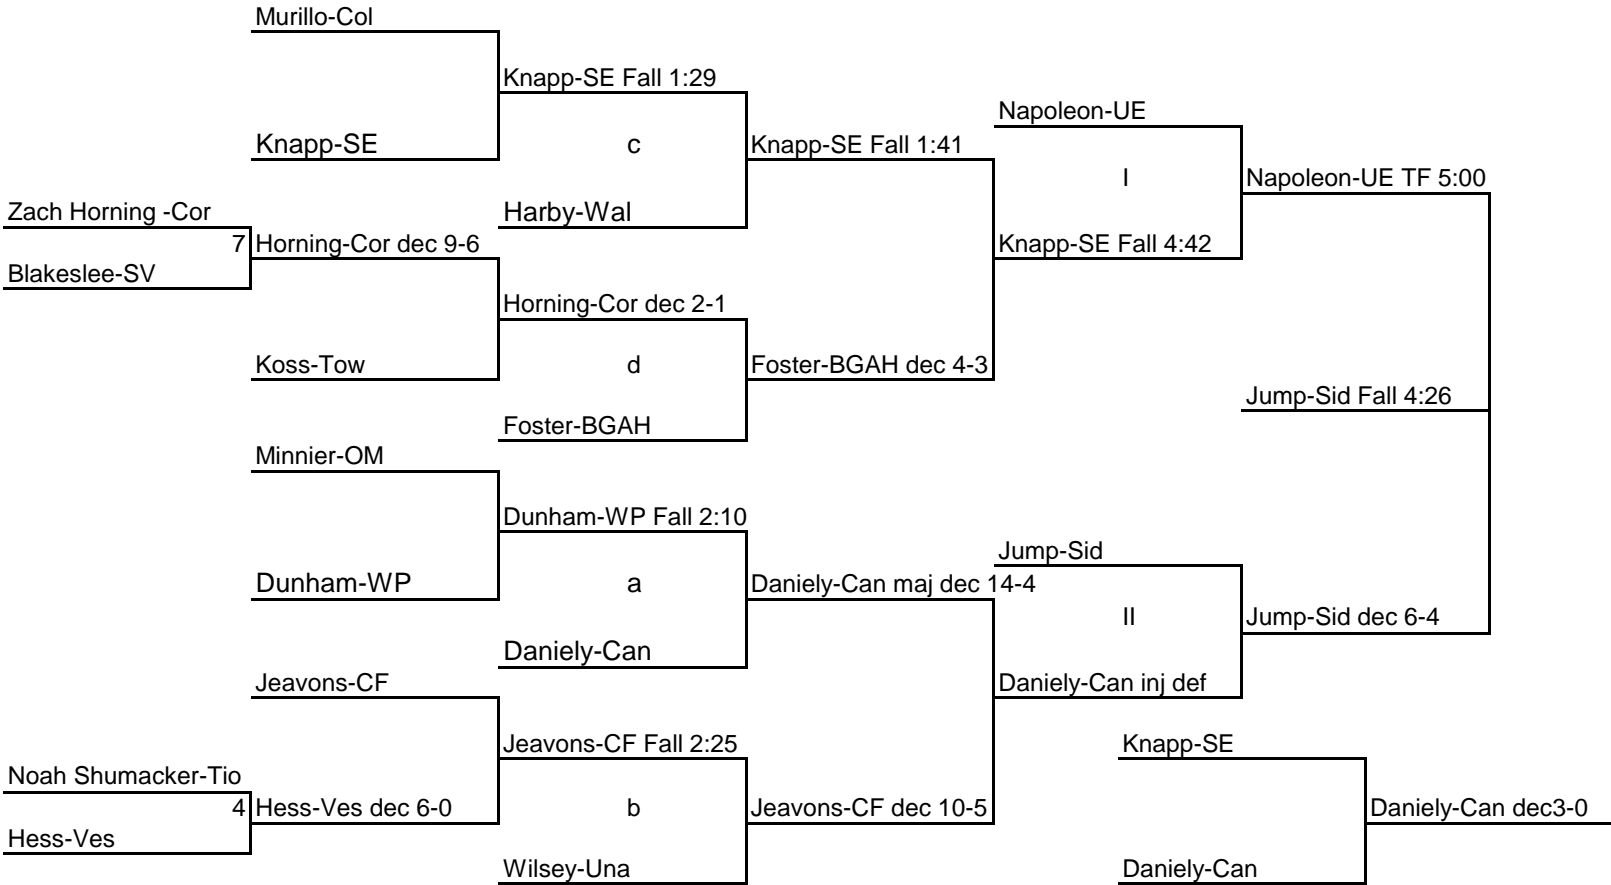 Murillo-Col
Knapp-SE Fall 1:29
Napoleon-UE
Knapp-SE
c
Knapp-SE Fall 1:41
I
Napoleon-UE TF 5:00
Zach Horning -Cor
Harby-Wal
7
Horning-Cor dec 9-6
Knapp-SE Fall 4:42
Blakeslee-SV
Horning-Cor dec 2-1
Koss-Tow
d
Foster-BGAH dec 4-3
Jump-Sid Fall 4:26
Foster-BGAH
Minnier-OM
Dunham-WP Fall 2:10
Jump-Sid
Dunham-WP
a
Daniely-Can maj dec 14-4
II
Jump-Sid dec 6-4
Daniely-Can
Jeavons-CF
Daniely-Can inj def
Jeavons-CF Fall 2:25
Knapp-SE
Noah Shumacker-Tio
4
Hess-Ves dec 6-0
b
Jeavons-CF dec 10-5
Daniely-Can dec3-0
Hess-Ves
Wilsey-Una
Daniely-Can